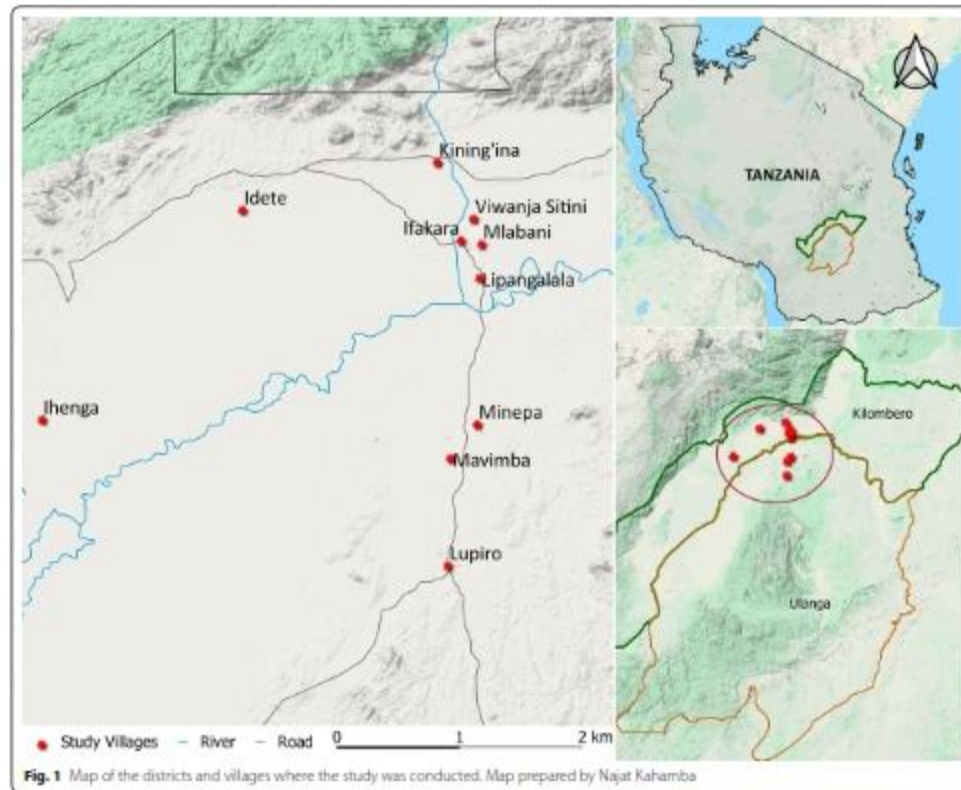 Kining'ina
Idete
Viwanja Sitini
Ifakara
Mlabani
Lipangalala
Ihenga
Minepa
Mavimba
Lupiro
TANZANIA
Kilombero
Ulanga
Study Villages River Road 0 1 2 km
Fig. 1 Map of the districts and villages where the study was conducted. Map prepared by Najat Kahamba